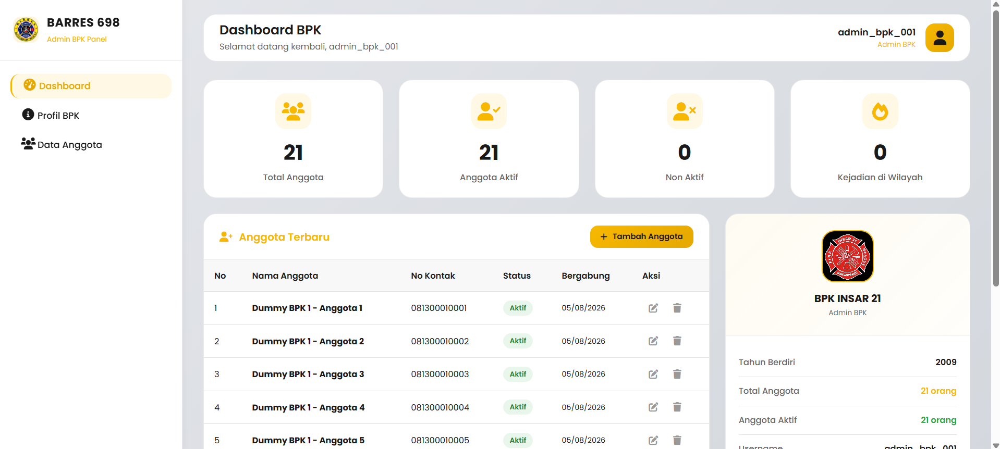 BARRES 698
Admin BPK Panel
Dashboard
Profil BPK
Data Anggota
Dashboard BPK
Selamat datang kembali, admin_bpk_001
admin_bpk_001
Admin BPK
21
Total Anggota
21
Anggota Aktif
0
Non Aktif
0
Kejadian di Wilayah
Anggota Terbaru
+ Tambah Anggota
No Nama Anggota No Kontak Status Bergabung Aksi
1 Dummy BPK 1 - Anggota 1 081300010001 Aktif 05/08/2026
2 Dummy BPK 1 - Anggota 2 081300010002 Aktif 05/08/2026
3 Dummy BPK 1 - Anggota 3 081300010003 Aktif 05/08/2026
4 Dummy BPK 1 - Anggota 4 081300010004 Aktif 05/08/2026
5 Dummy BPK 1 - Anggota 5 081300010005 Aktif 05/08/2026
INSAR 21
FIRE
RESCUE
BANJARBARU
BPK INSAR 21
Admin BPK
Tahun Berdiri 2009
Total Anggota 21 orang
Anggota Aktif 21 orang
Username admin_bpk_001